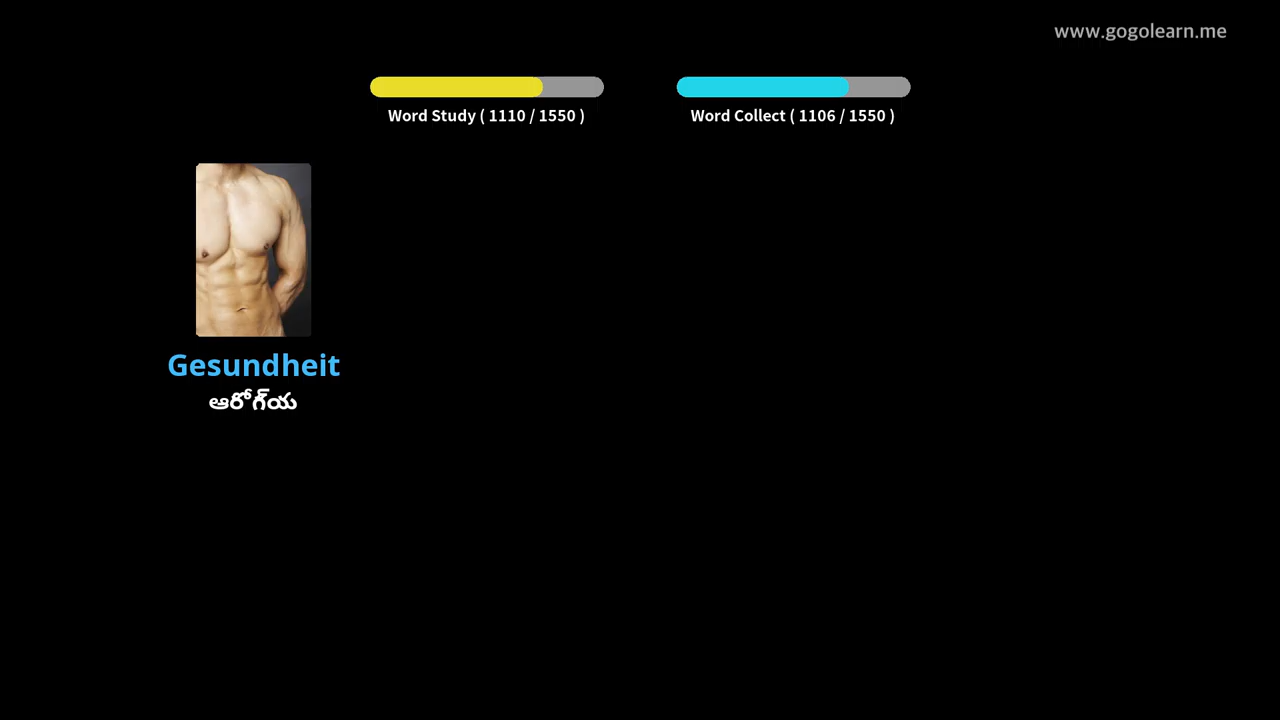 www.gogolearn.me
Word Study ( 1110 / 1550 )
Word Collect ( 1106 / 1550 )
Gesundheit
ఆరోగ్‌య